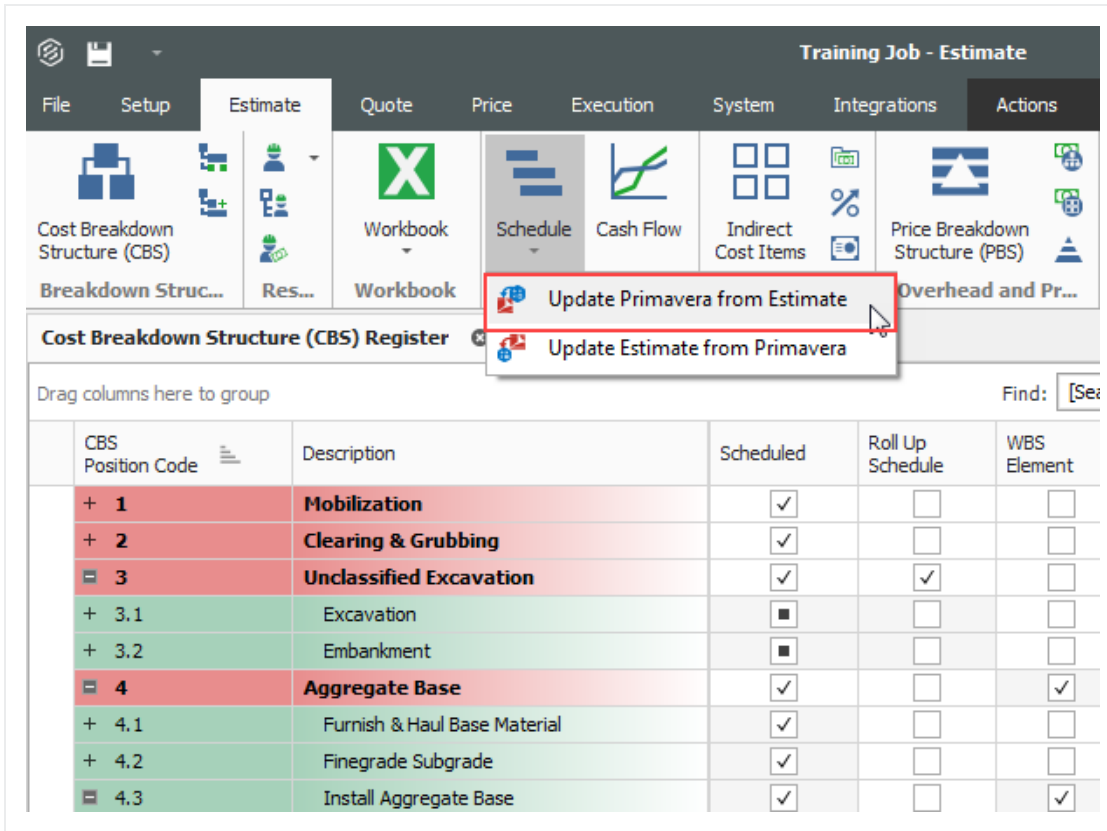 Training Job - Estimate
File Setup Estimate Quote Price Execution System Integrations Actions
Cost Breakdown
Structure (CBS)
Workbook
Schedule
Cash Flow
Indirect
Cost Items
Price Breakdown
Structure (PBS)
Breakdown Struc... Res... Workbook Overhead and Pr...
Update Primavera from Estimate
Update Estimate from Primavera
Cost Breakdown Structure (CBS) Register
Drag columns here to group Find: [Sea
CBS
Position Code
Description
Scheduled
Roll Up
Schedule
WBS
Element
+ 1 Mobilization
+ 2 Clearing & Grubbing
3 Unclassified Excavation
+ 3.1 Excavation
+ 3.2 Embankment
4 Aggregate Base
+ 4.1 Furnish & Haul Base Material
+ 4.2 Finegrade Subgrade
4.3 Install Aggregate Base